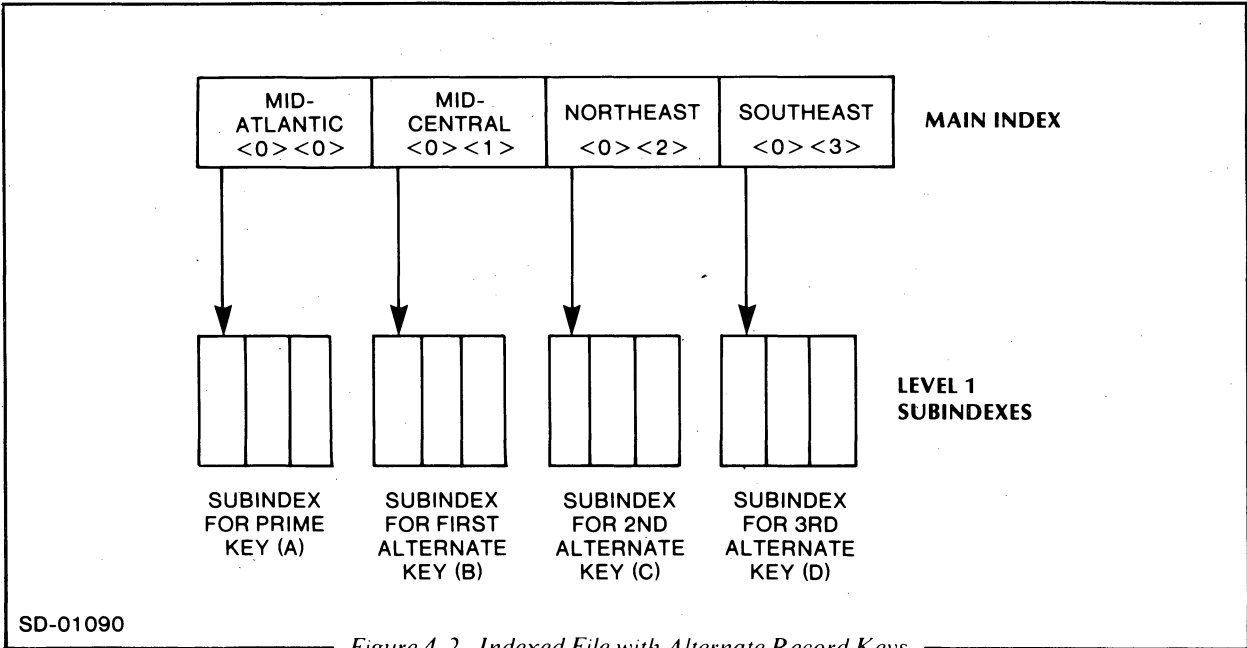 MID-
ATLANTIC
<0><0>
MID-
CENTRAL
<0><1>
NORTHEAST
<0><2>
SOUTHEAST
<0><3>
MAIN INDEX
LEVEL 1
SUBINDEXES
SUBINDEX
FOR PRIME
KEY (A)
SUBINDEX
FOR FIRST
ALTERNATE
KEY (B)
SUBINDEX
FOR 2ND
ALTERNATE
KEY (C)
SUBINDEX
FOR 3RD
ALTERNATE
KEY (D)
SD-01090
Figure 4-2. Indexed File with Alternate Record Keys